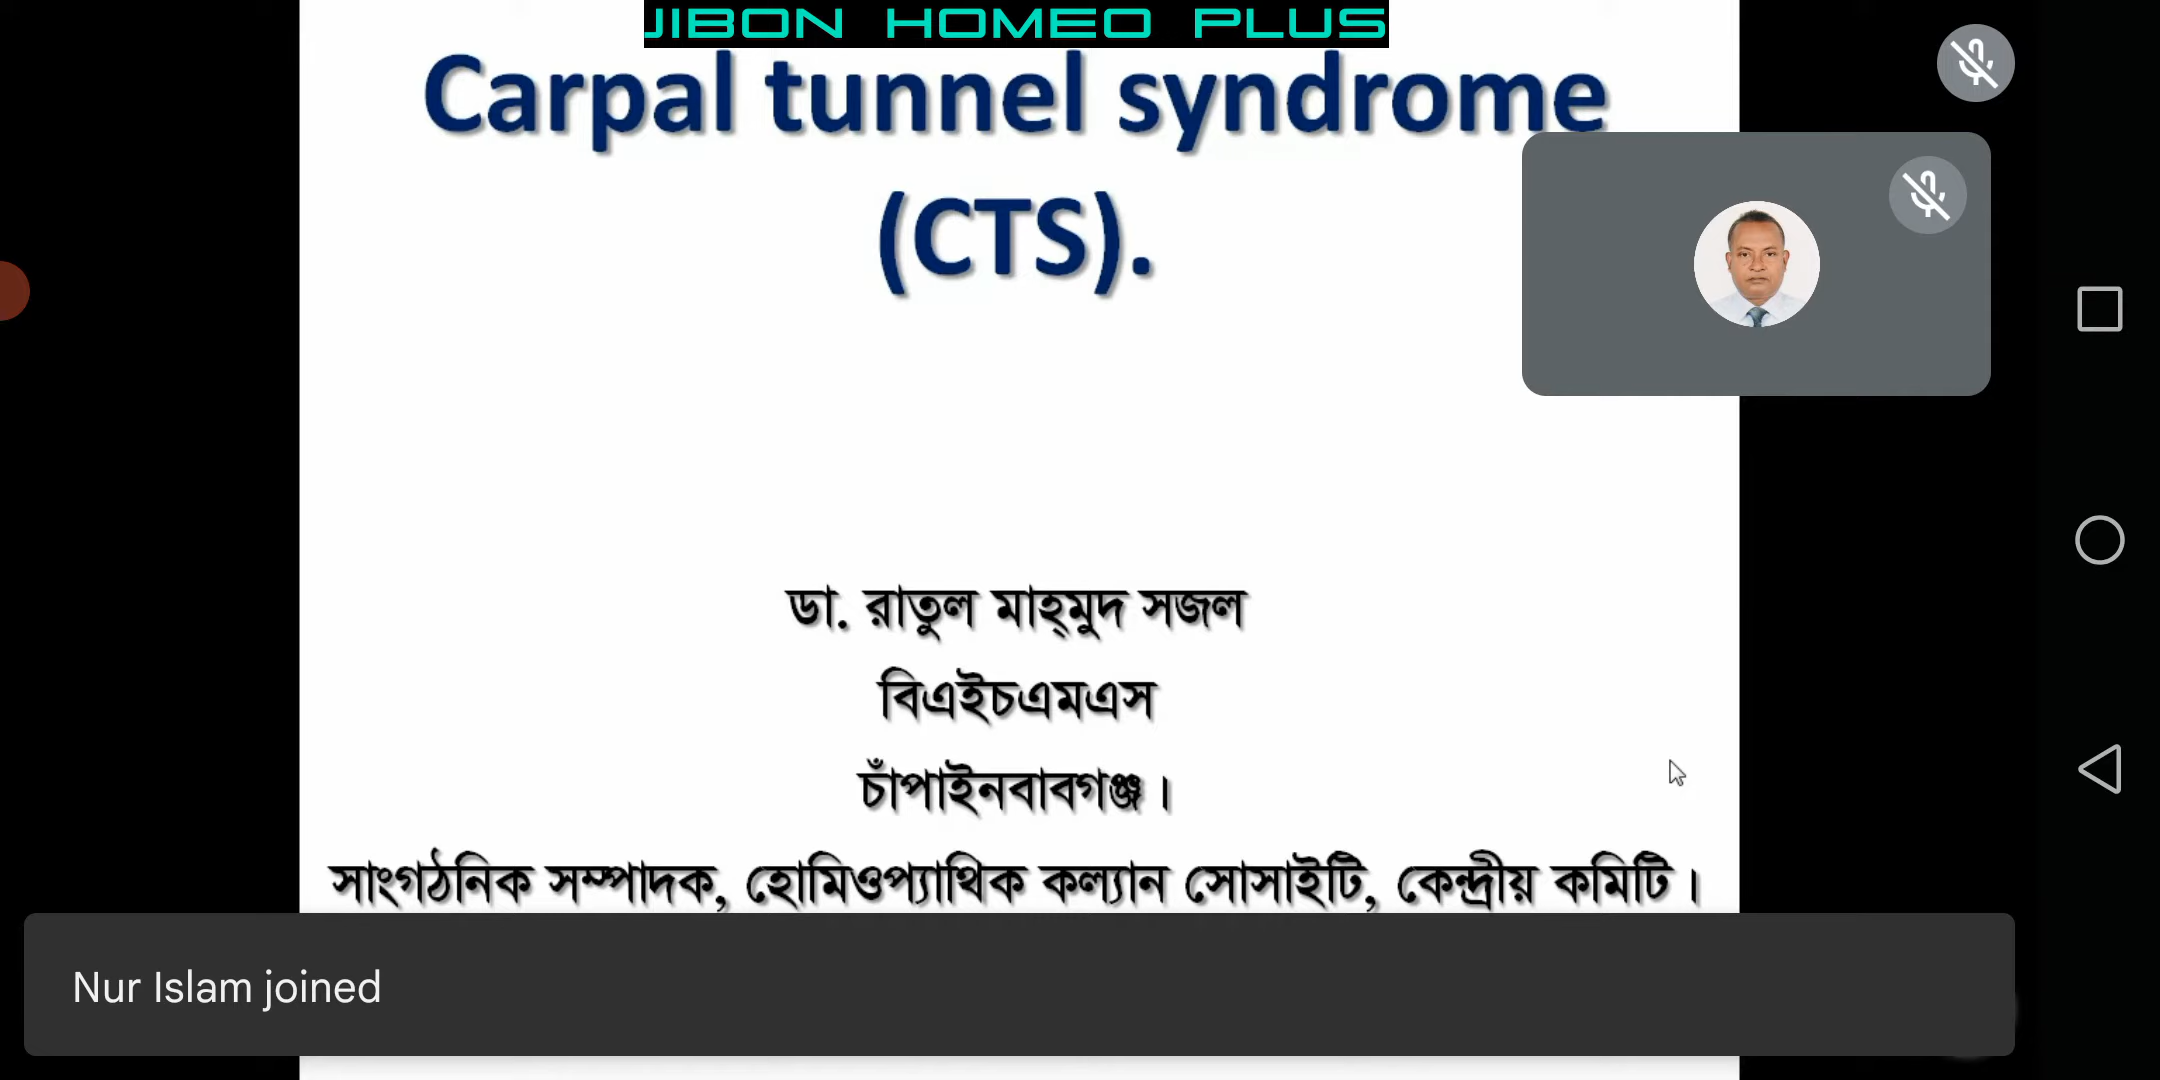 JIBON HOMEO PLUS
Carpal tunnel syndrome
(CTS).
ডা. রাতুল মাহ্মুদ সজল
বিএইচএমএস
চাঁপাইনবাবগঞ্জ।
সাংগঠনিক সম্পাদক, হোমিওপ্যাথিক কল্যান সোসাইটি, কেন্দ্রীয় কমিটি।
Nur Islam joined